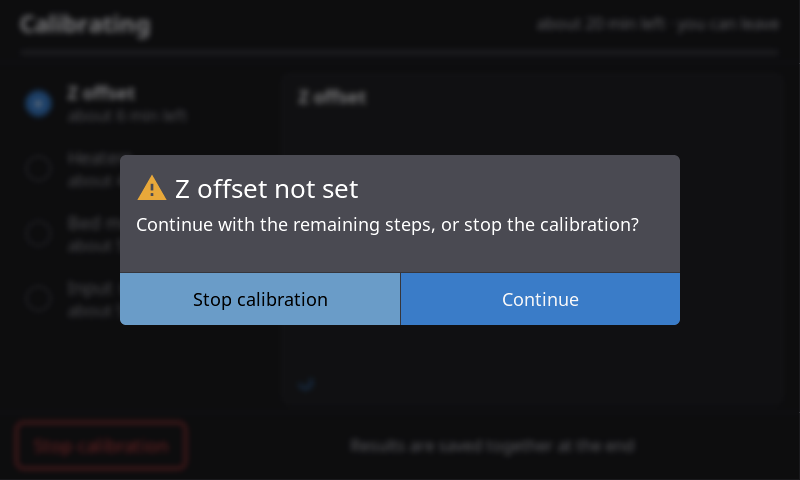 Calibrating
about 20 min left · you can leave
Z offset
about 6 min left
Z offset
Z offset not set
Continue with the remaining steps, or stop the calibration?
Stop calibration
Continue
Stop calibration
Results are saved together at the end